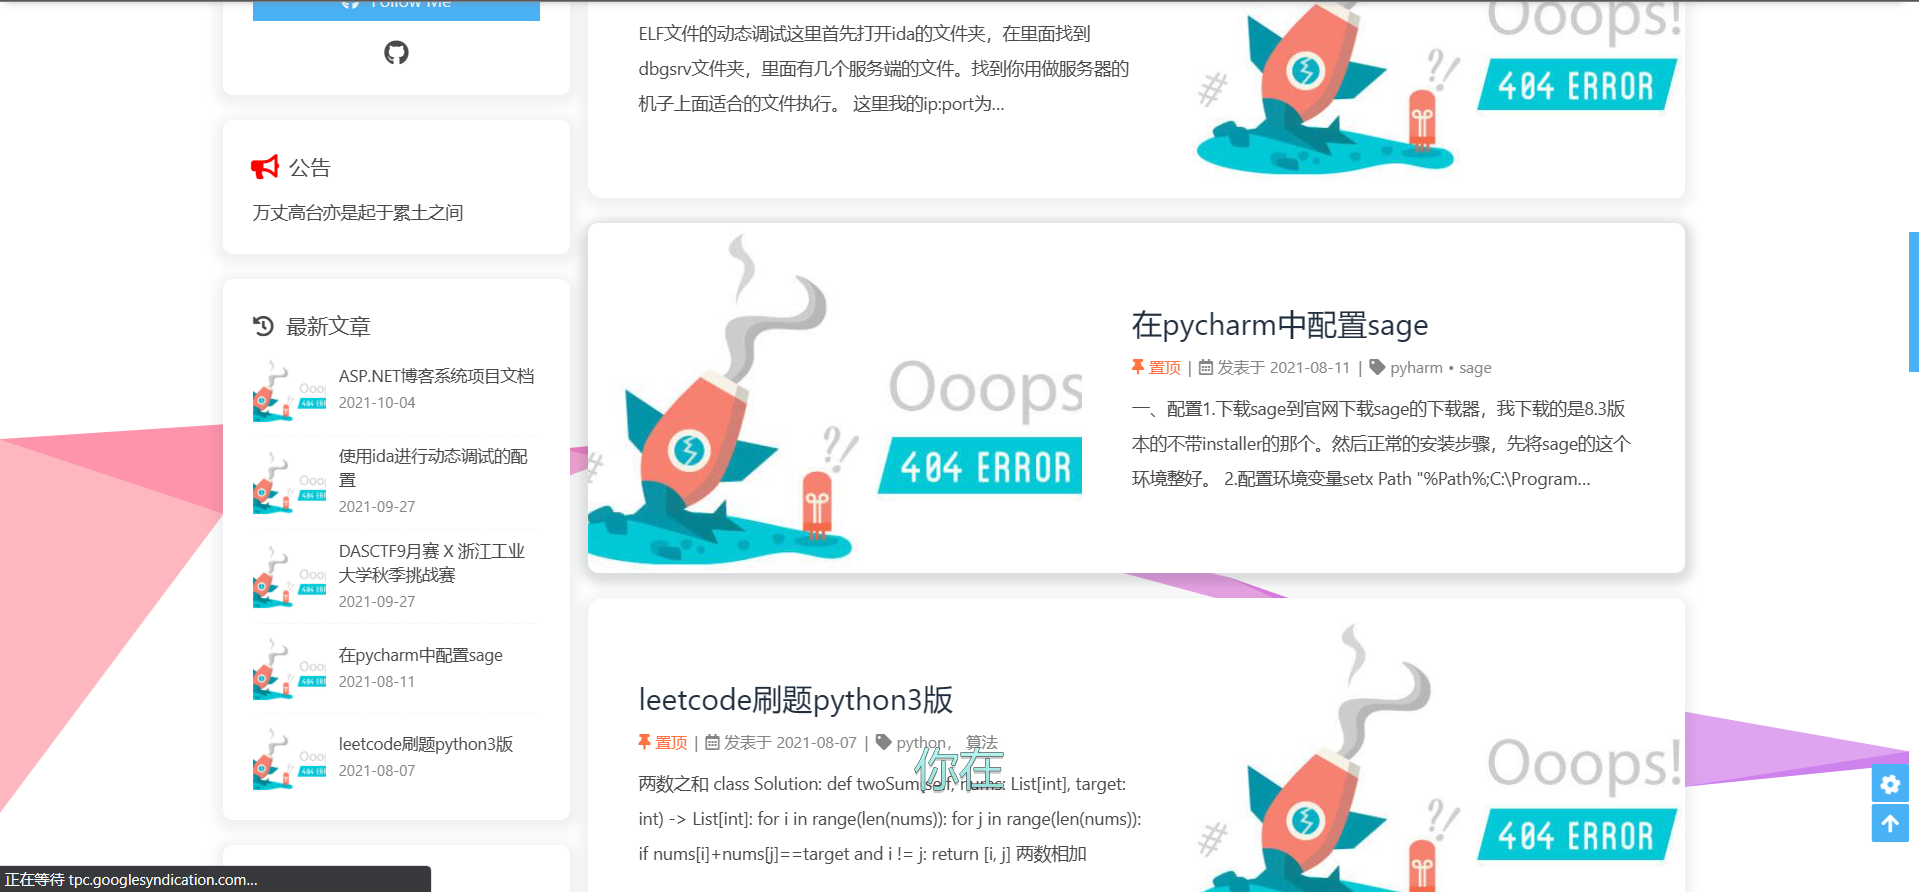 Follow Me
公告
万丈高台亦是起于累土之间
最新文章
ASP.NET博客系统项目文档
2021-10-04
使用ida进行动态调试的配
置
2021-09-27
DASCTF9月赛 X 浙江工业
大学秋季挑战赛
2021-09-27
在pycharm中配置sage
2021-08-11
leetcode刷题python3版
2021-08-07
ELF文件的动态调试这里首先打开ida的文件夹，在里面找到
dbgsrv文件夹，里面有几个服务端的文件。找到你用做服务器的
机子上面适合的文件执行。 这里我的ip:port为...
Ooops!
?!
#
404 ERROR
Ooops
?!
#
404 ERROR
在pycharm中配置sage
置顶 | 发表于 2021-08-11 | pyharm • sage
一、配置1.下载sage到官网下载sage的下载器，我下载的是8.3版
本的不带installer的那个。然后正常的安装步骤，先将sage的这个
环境整好。 2.配置环境变量setx Path "%Path%;C:\Program...
leetcode刷题python3版
置顶 | 发表于 2021-08-07 | python， 算法
你在
两数之和 class Solution: def twoSum(self, nums: List[int], target:
int) -> List[int]: for i in range(len(nums)): for j in range(len(nums)):
if nums[i]+nums[j]==target and i != j: return [i, j] 两数相加
Ooops!
?!
#
404 ERROR
正在等待 tpc.googlesyndication.com...